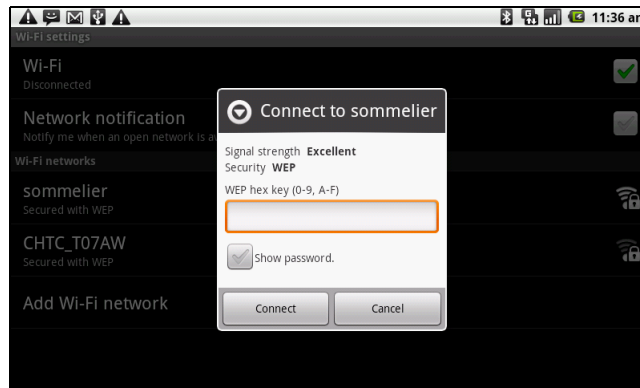 11:36 am
Wi-Fi settings
Wi-Fi
Disconnected
Network notification
Notify me when an open network is av
Wi-Fi networks
sommelier
Secured with WEP
CHTC_T07AW
Secured with WEP
Add Wi-Fi network
Connect to sommelier
Signal strength Excellent
Security WEP
WEP hex key (0-9, A-F)
Show password.
Connect
Cancel